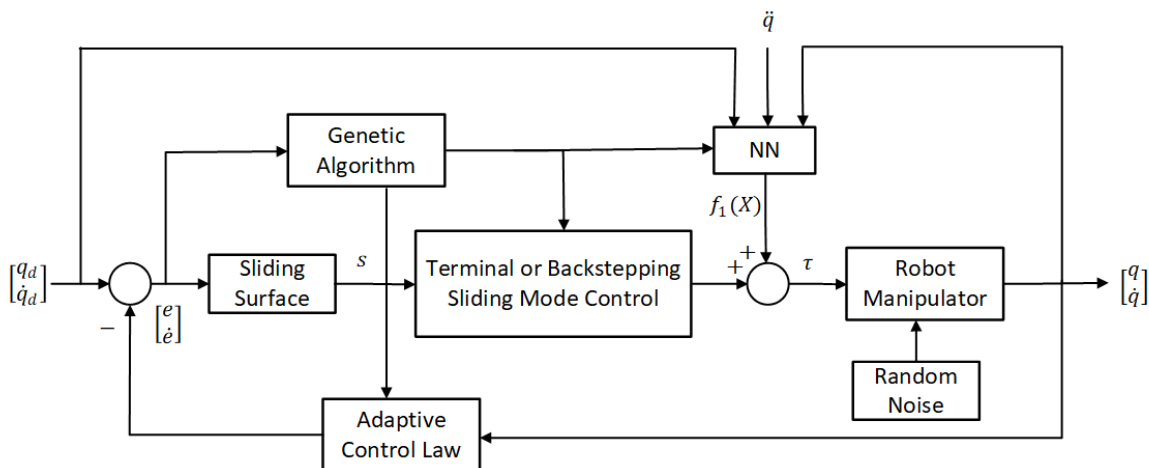 q̈
Genetic
Algorithm
NN
f₁(X)
[q_d
q̇_d]
−
[e
ė]
Sliding
Surface
s
Terminal or Backstepping
Sliding Mode Control
+
+
τ
Robot
Manipulator
[q
q̇]
Random
Noise
Adaptive
Control Law